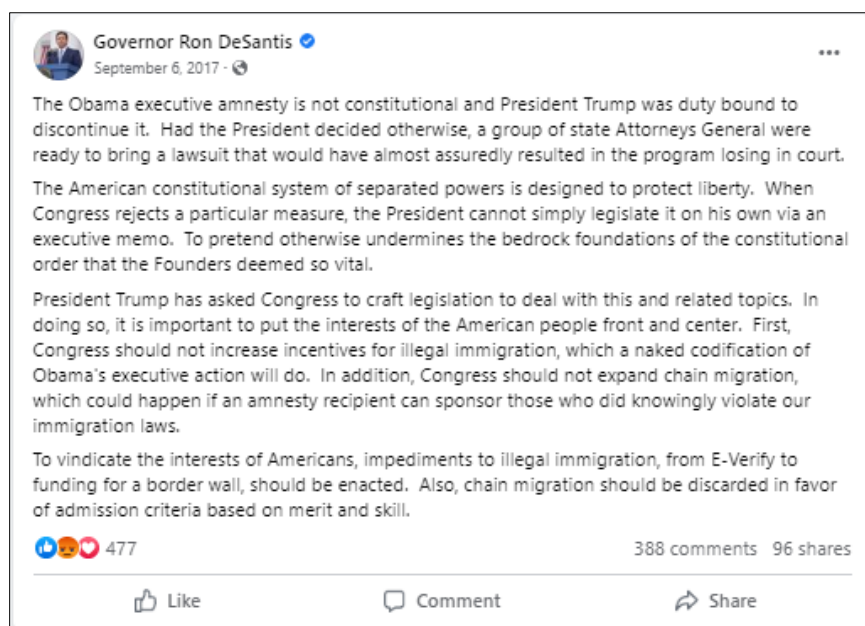 Governor Ron DeSantis
September 6, 2017 ·
The Obama executive amnesty is not constitutional and President Trump was duty bound to
discontinue it.  Had the President decided otherwise, a group of state Attorneys General were
ready to bring a lawsuit that would have almost assuredly resulted in the program losing in court.
The American constitutional system of separated powers is designed to protect liberty.  When
Congress rejects a particular measure, the President cannot simply legislate it on his own via an
executive memo.  To pretend otherwise undermines the bedrock foundations of the constitutional
order that the Founders deemed so vital.
President Trump has asked Congress to craft legislation to deal with this and related topics.  In
doing so, it is important to put the interests of the American people front and center.  First,
Congress should not increase incentives for illegal immigration, which a naked codification of
Obama's executive action will do.  In addition, Congress should not expand chain migration,
which could happen if an amnesty recipient can sponsor those who did knowingly violate our
immigration laws.
To vindicate the interests of Americans, impediments to illegal immigration, from E-Verify to
funding for a border wall, should be enacted.  Also, chain migration should be discarded in favor
of admission criteria based on merit and skill.
477 388 comments 96 shares
Like Comment Share